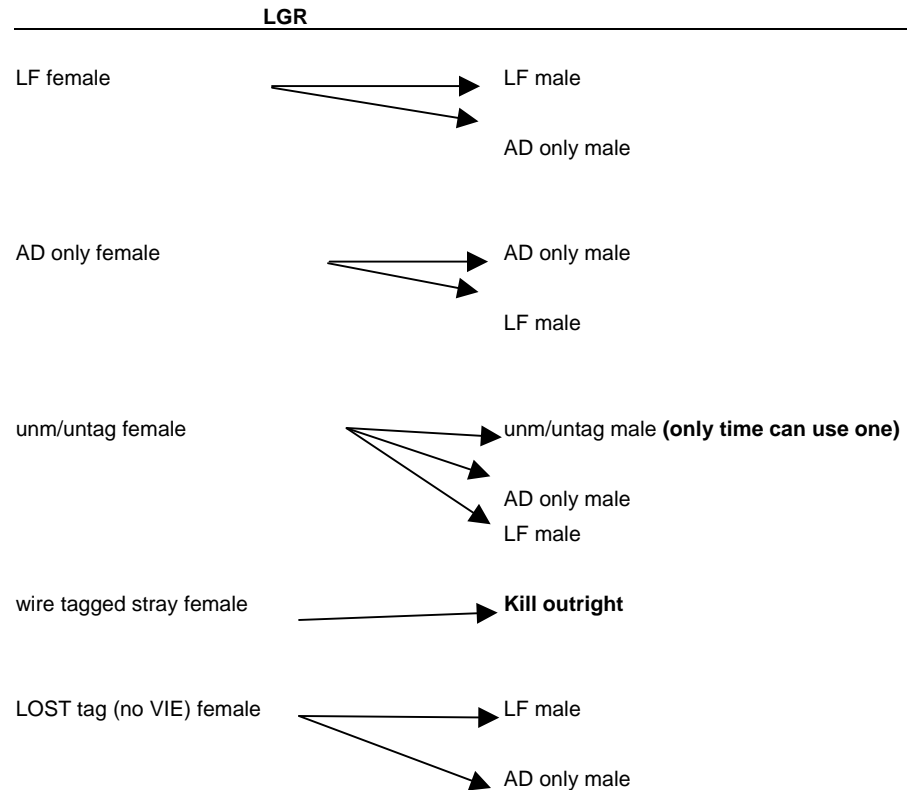 LGR
LF female LF male
AD only male
AD only female AD only male
LF male
unm/untag female unm/untag male (only time can use one)
AD only male
LF male
wire tagged stray female Kill outright
LOST tag (no VIE) female LF male
AD only male